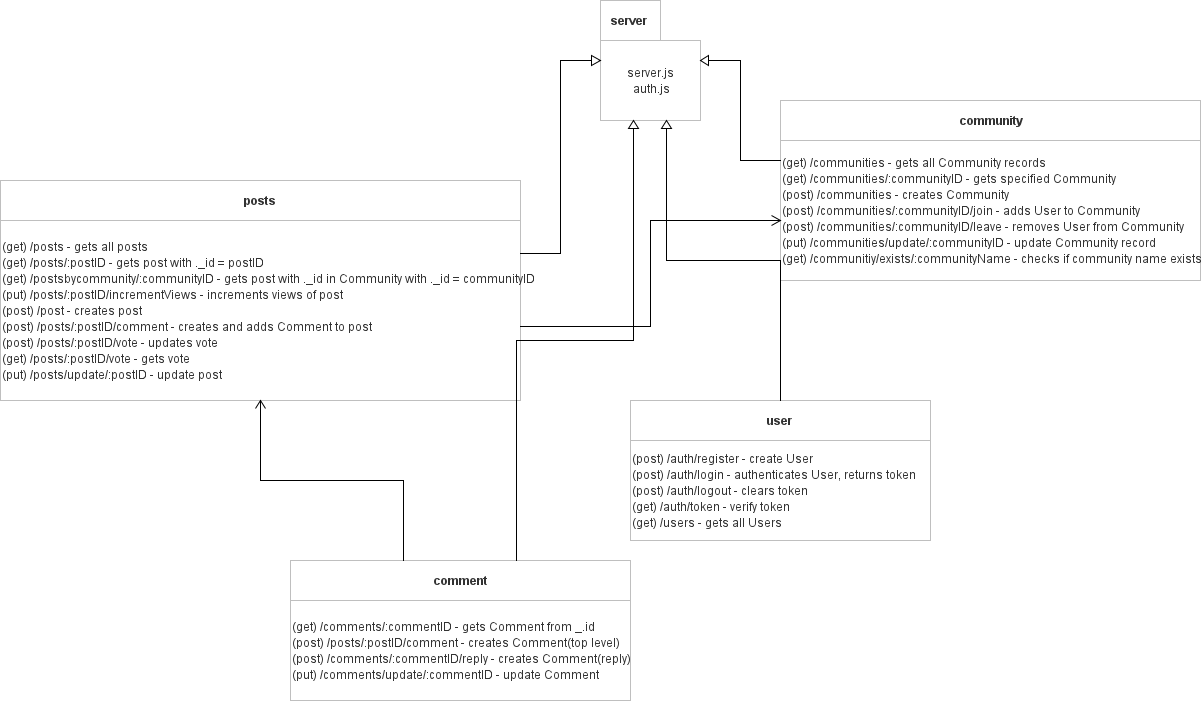 server
server.js
auth.js
community
(get) /communities - gets all Community records
(get) /communities/:communityID - gets specified Community
(post) /communities - creates Community
(post) /communities/:communityID/join - adds User to Community
(post) /communities/:communityID/leave - removes User from Community
(put) /communities/update/:communityID - update Community record
(get) /communitiy/exists/:communityName - checks if community name exists
posts
(get) /posts - gets all posts
(get) /posts/:postID - gets post with ._id = postID
(get) /postsbycommunity/:communityID - gets post with ._id in Community with ._id = communityID
(put) /posts/:postID/incrementViews - increments views of post
(post) /post - creates post
(post) /posts/:postID/comment - creates and adds Comment to post
(post) /posts/:postID/vote - updates vote
(get) /posts/:postID/vote - gets vote
(put) /posts/update/:postID - update post
user
(post) /auth/register - create User
(post) /auth/login - authenticates User, returns token
(post) /auth/logout - clears token
(get) /auth/token - verify token
(get) /users - gets all Users
comment
(get) /comments/:commentID - gets Comment from _.id
(post) /posts/:postID/comment - creates Comment(top level)
(post) /comments/:commentID/reply - creates Comment(reply)
(put) /comments/update/:commentID - update Comment